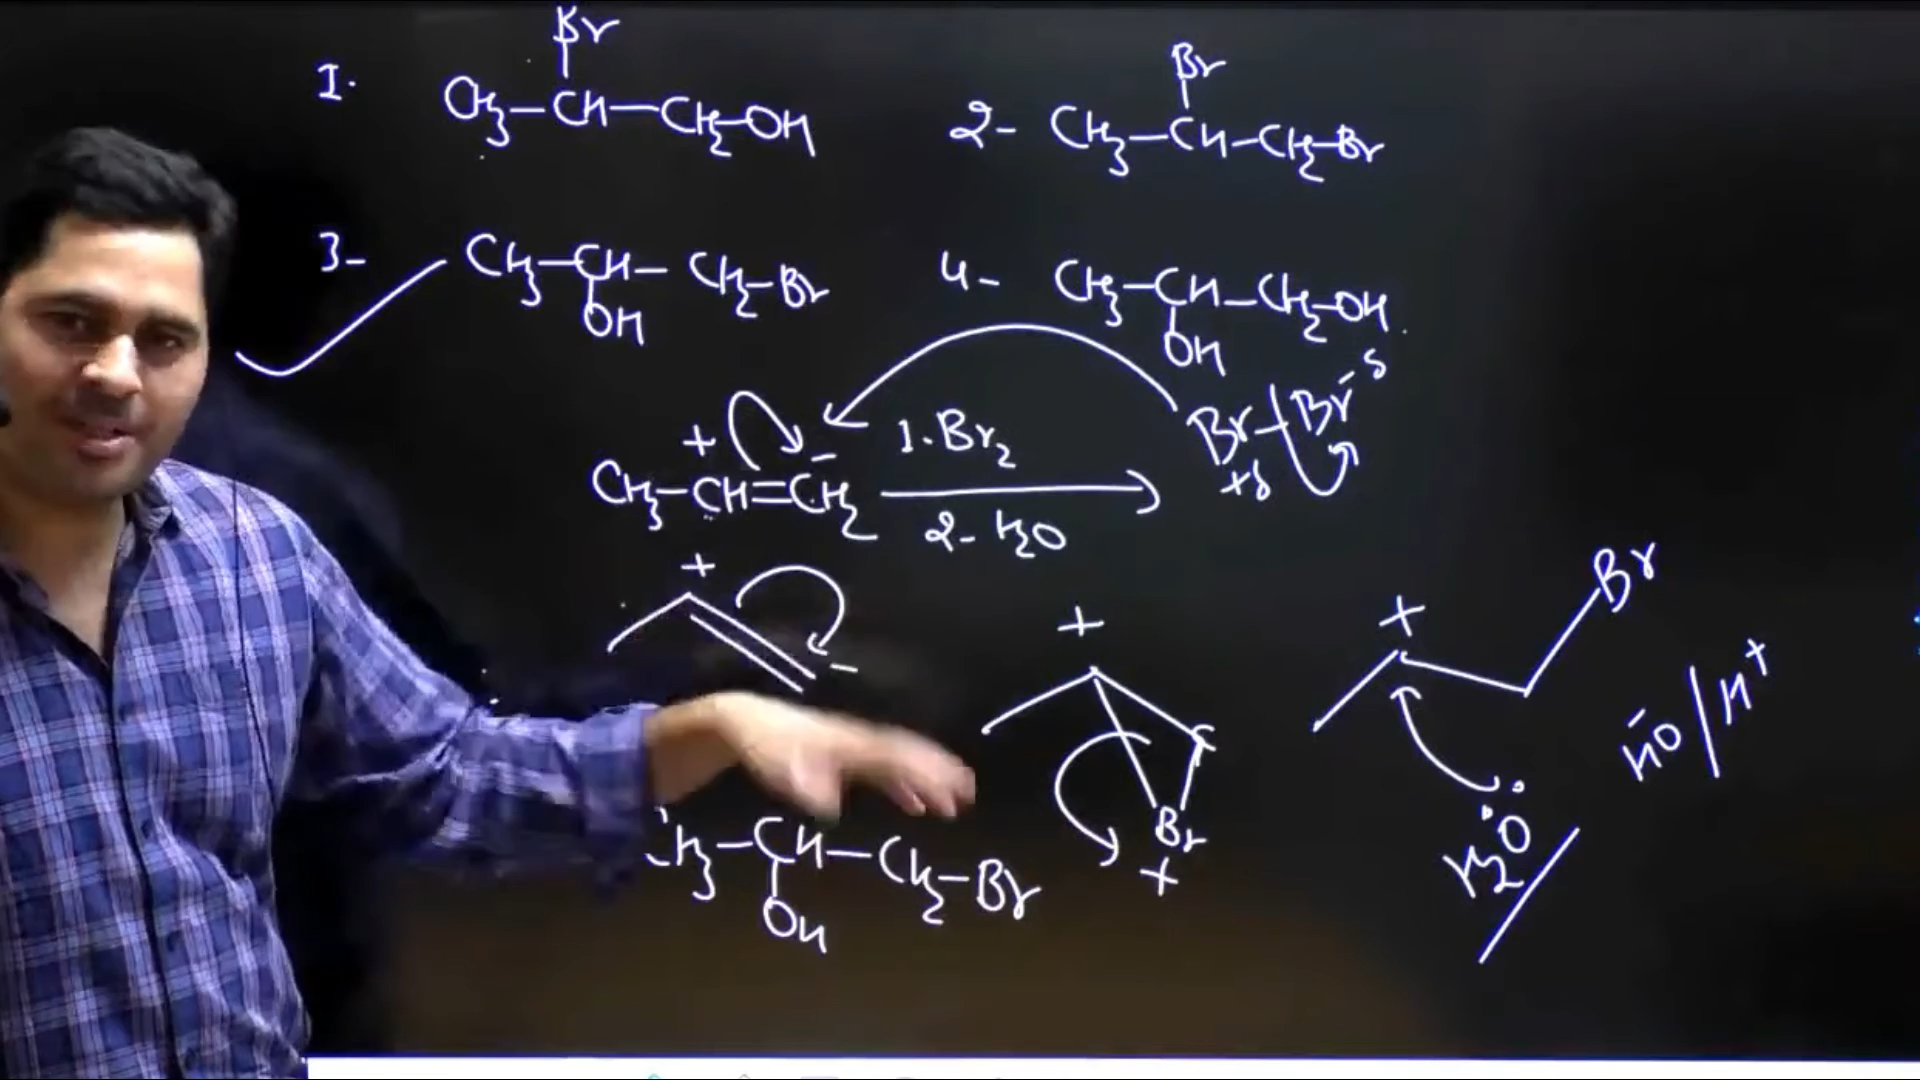 Br
1. CH3-CH-CH2-OH
Br
2- CH3-CH-CH2-Br
3- CH3-CH-CH2-Br
OH
4- CH3-CH-CH2-OH
OH
Br-Br δ
+δ
+ -
CH3-CH=CH2
1. Br2
2- H2O
+ -
+
C
Br
+
+
Br
H2O
HO/H+
CH3-CH-CH2-Br
OH